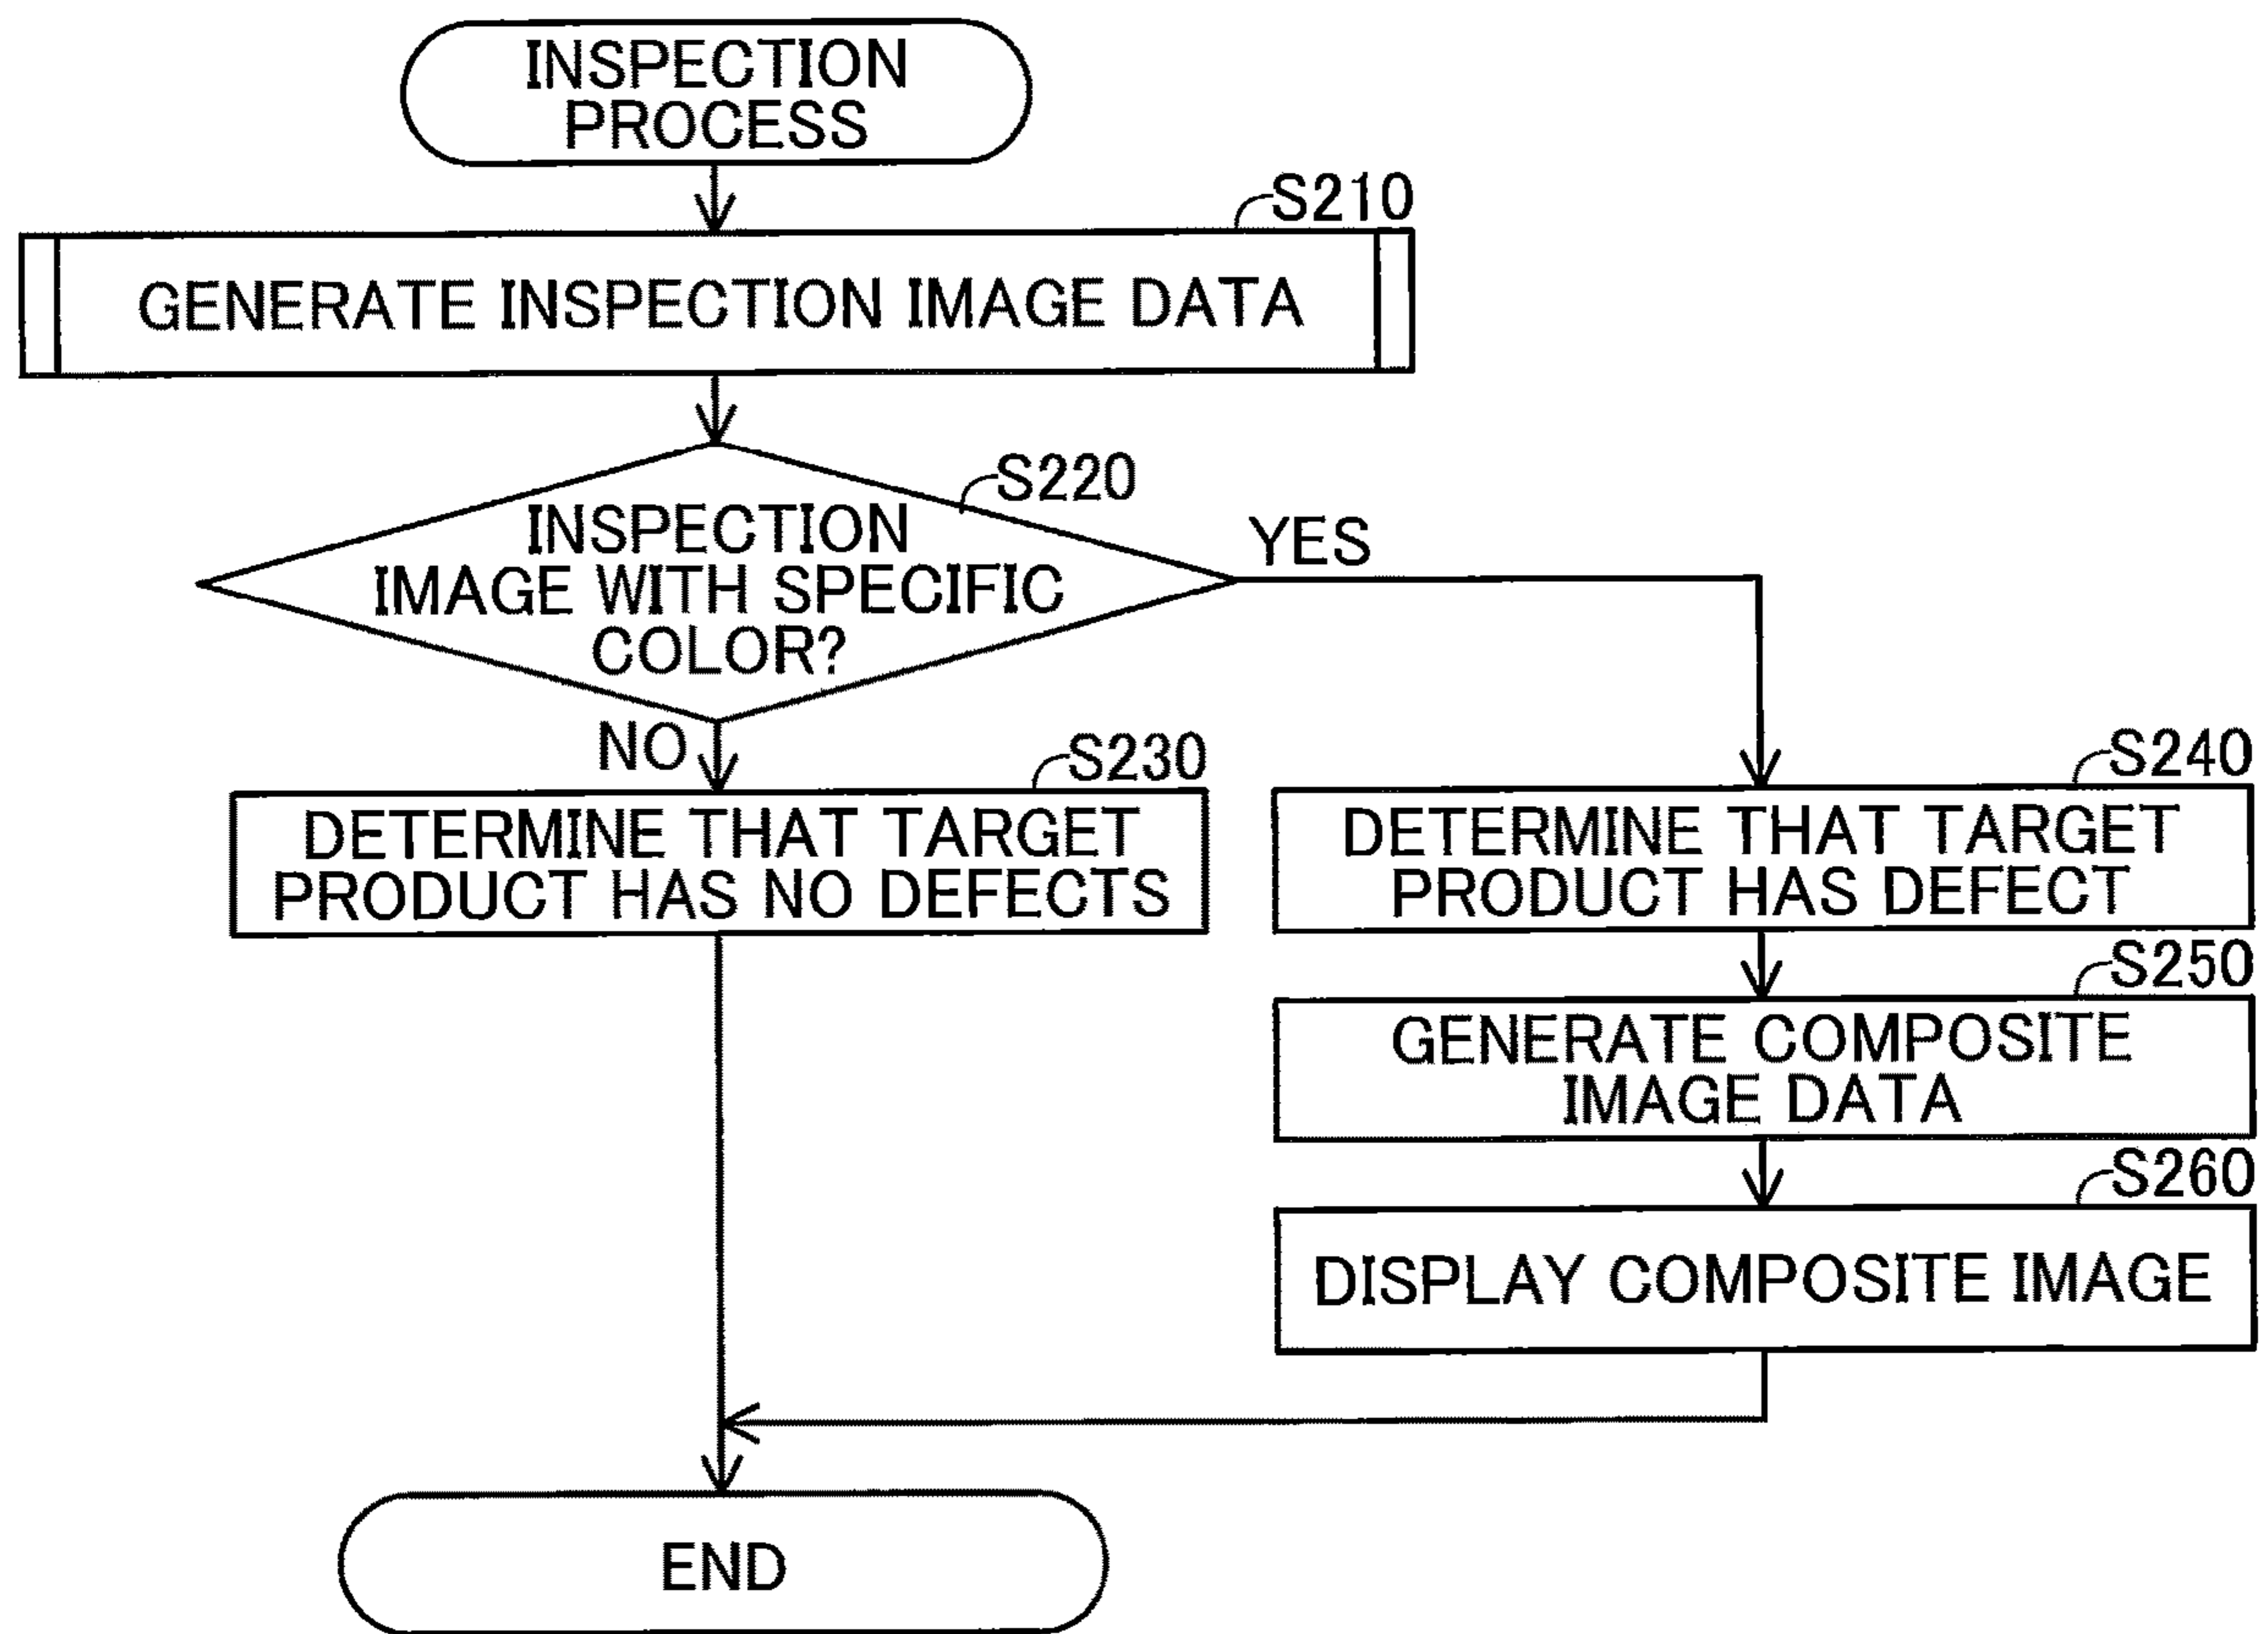 INSPECTION
PROCESS
S210
GENERATE INSPECTION IMAGE DATA
S220
INSPECTION
IMAGE WITH SPECIFIC
COLOR?
YES
NO
S230
DETERMINE THAT TARGET
PRODUCT HAS NO DEFECTS
S240
DETERMINE THAT TARGET
PRODUCT HAS DEFECT
S250
GENERATE COMPOSITE
IMAGE DATA
S260
DISPLAY COMPOSITE IMAGE
END